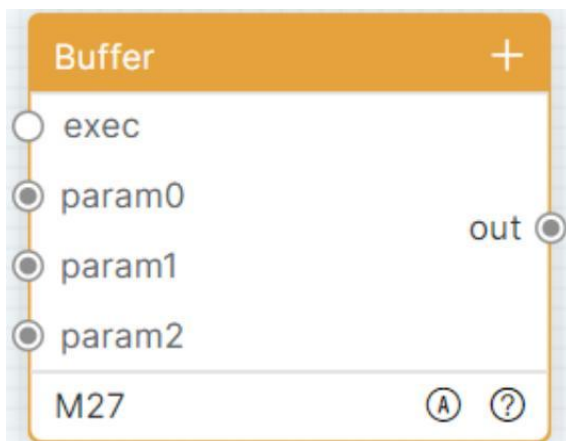 Buffer +
exec
param0
out
param1
param2
M27 A ?